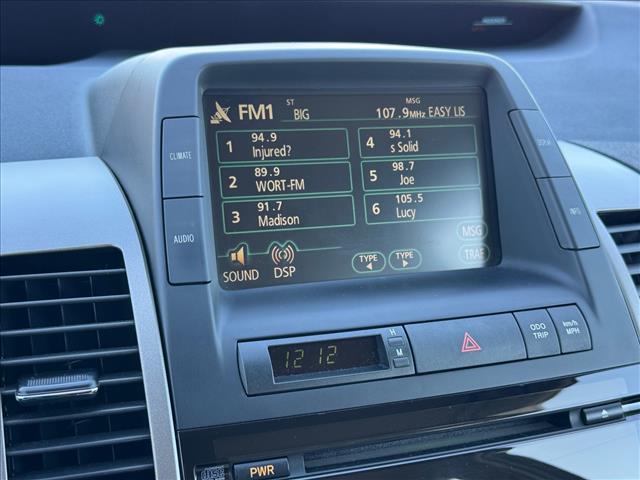 ST MSG
FM1 BIG 107.9MHz EASY LIS
CLIMATE
AUDIO
1 94.9
Injured?
2 89.9
WORT-FM
3 91.7
Madison
4 94.1
s Solid
5 98.7
Joe
6 105.5
Lucy
MSG
TRAF
SOUND DSP
TYPE TYPE
INFO
12 12
H
M
ODO
TRIP
km/h
MPH
DISC
PWR